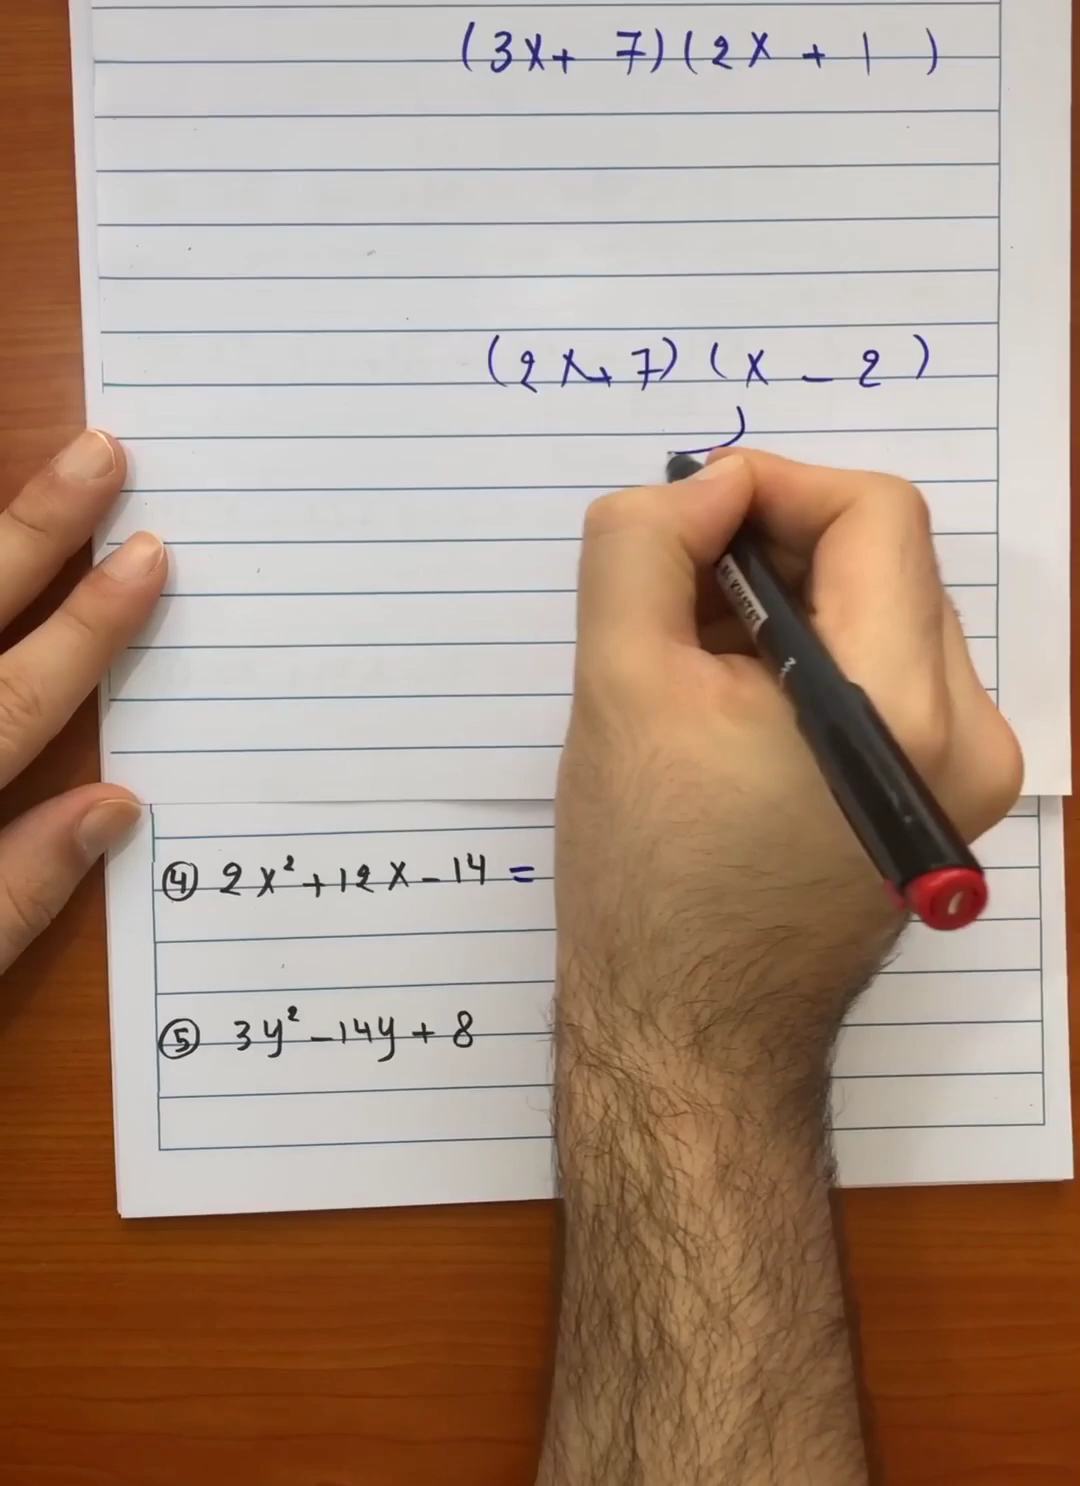 (3x+ 7)(2x + 1 )
(2x+7)(x - 2)
④ 2x²+12x-14 =
⑤ 3y²-14y+8